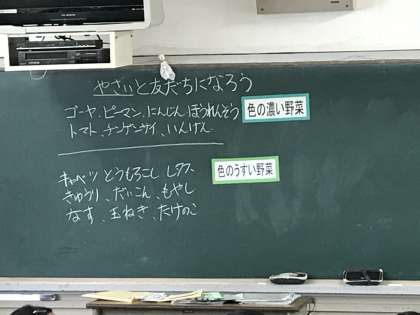 やさいと友だちになろう
ゴーヤ、ピーマン、にんじん、ほうれんそう 色の濃い野菜
トマト、チンゲンサイ、いんげん
キャベツ とうもろこし レタス 色のうすい野菜
きゅうり、だいこん、もやし
なす、玉ねぎ、たけのこ